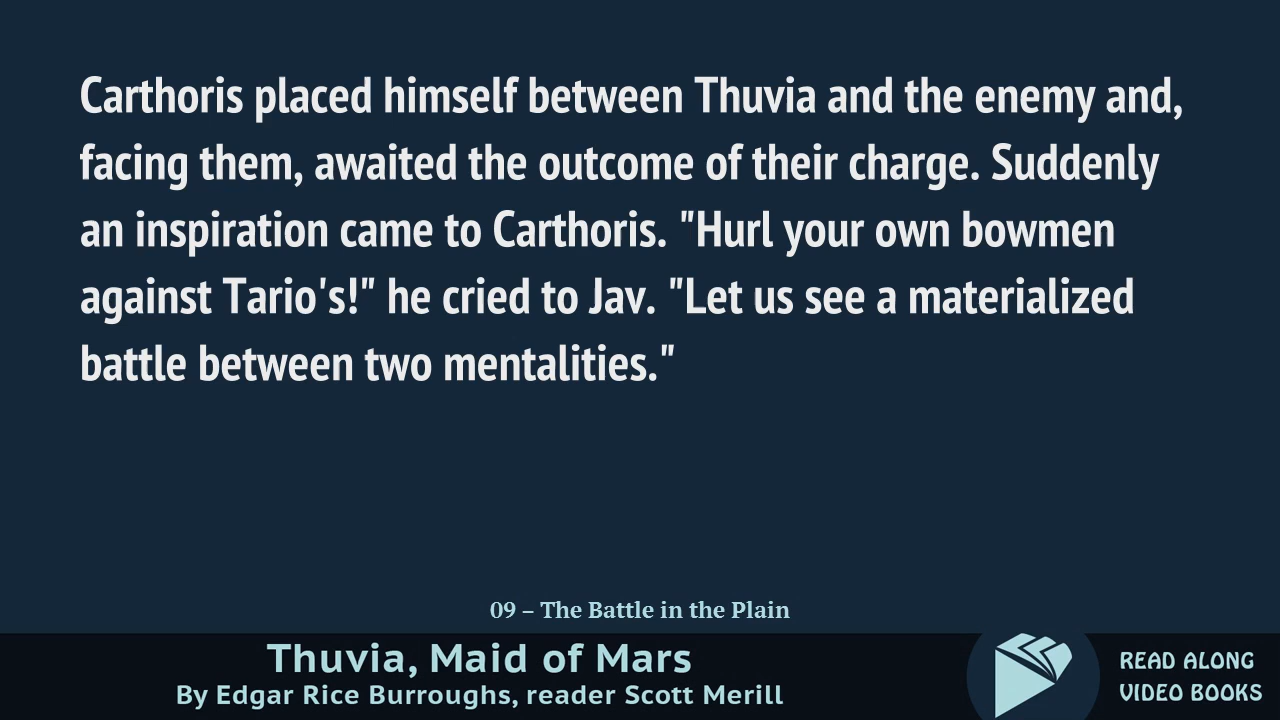 Carthoris placed himself between Thuvia and the enemy and,
facing them, awaited the outcome of their charge. Suddenly
an inspiration came to Carthoris. "Hurl your own bowmen
against Tario's!" he cried to Jav. "Let us see a materialized
battle between two mentalities."
09 – The Battle in the Plain
Thuvia, Maid of Mars
By Edgar Rice Burroughs, reader Scott Merill
READ ALONG
VIDEO BOOKS